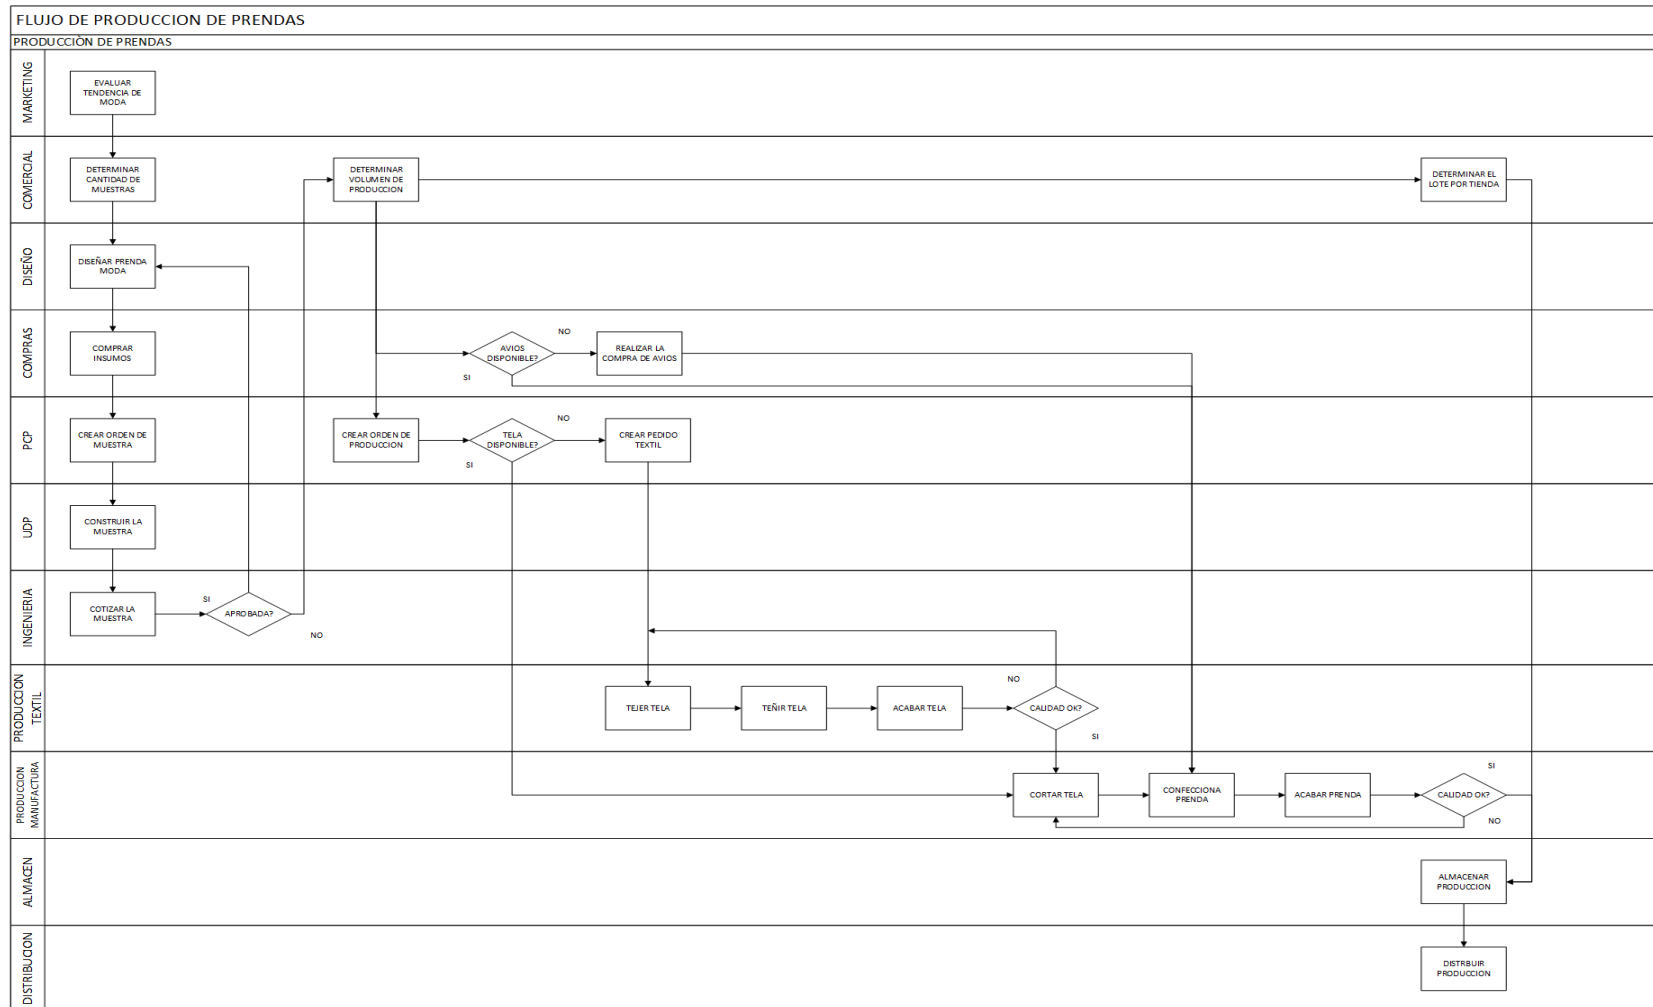 FLUJO DE PRODUCCION DE PRENDAS
PRODUCCIÒN DE PRENDAS
MARKETING
EVALUAR
TENDENCIA DE
MODA
COMERCIAL
DETERMINAR
CANTIDAD DE
MUESTRAS
DETERMINAR
VOLUMEN DE
PRODUCCION
DETERMINAR EL
LOTE POR TIENDA
DISEÑO
DISEÑAR PRENDA
MODA
COMPRAS
COMPRAR
INSUMOS
AVIOS
DISPONIBLE?
NO
SI
REALIZAR LA
COMPRA DE AVIOS
PCP
CREAR ORDEN DE
MUESTRA
CREAR ORDEN DE
PRODUCCION
TELA
DISPONIBLE?
NO
SI
CREAR PEDIDO
TEXTIL
UDP
CONSTRUIR LA
MUESTRA
INGENIERIA
COTIZAR LA
MUESTRA
SI
APROBADA?
NO
PRODUCCION
TEXTIL
TEJER TELA
TEÑIR TELA
ACABAR TELA
NO
CALIDAD OK?
SI
PRODUCCION
MANUFACTURA
CORTAR TELA
CONFECCIONA
PRENDA
ACABAR PRENDA
SI
CALIDAD OK?
NO
ALMACEN
ALMACENAR
PRODUCCION
DISTRIBUCION
DISTRBUIR
PRODUCCION